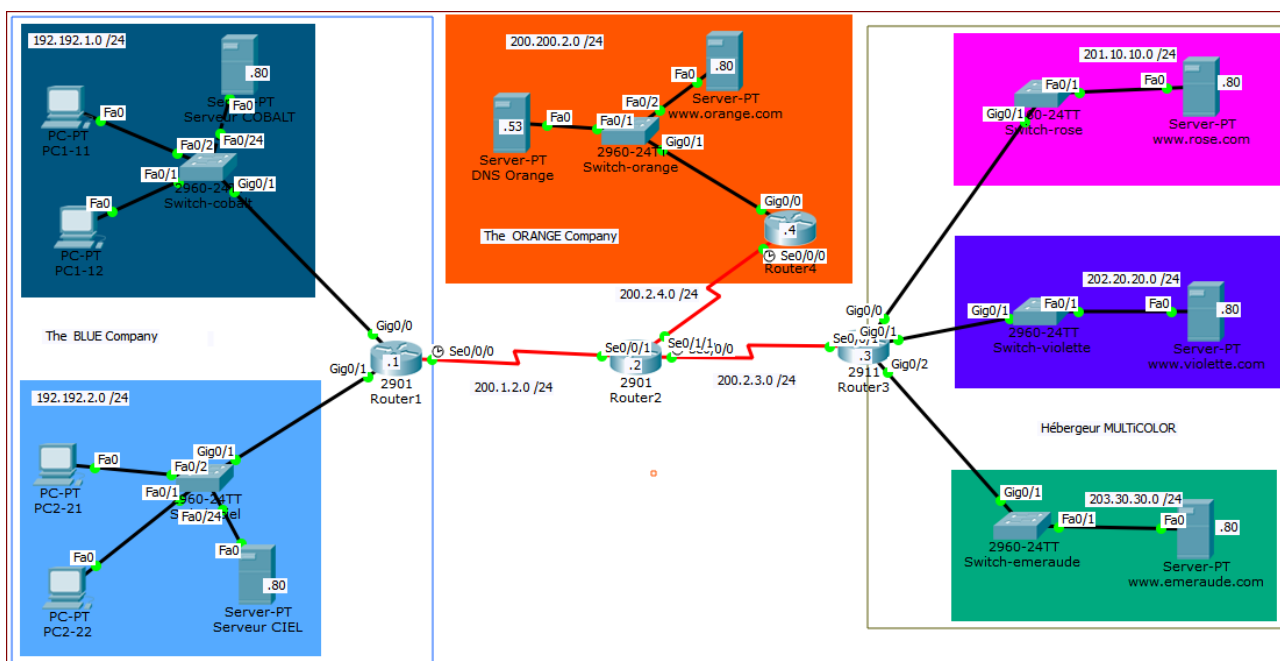 192.192.1.0 /24
.80
Fa0
Server-PT
Serveur COBALT
Fa0
PC-PT
PC1-11
Fa0/2
Fa0/24
Fa0/1
Gig0/1
2960-24TT
Switch-cobalt
Fa0
PC-PT
PC1-12
The BLUE Company
Gig0/0
Gig0/1
.1
2901
Router1
Se0/0/0
192.192.2.0 /24
Gig0/1
Fa0
Fa0/2
PC-PT
PC2-21
Fa0/1
Fa0/24
Fa0
Fa0
PC-PT
PC2-22
.80
Server-PT
Serveur CIEL
200.200.2.0 /24
.80
Fa0
Server-PT
www.orange.com
Fa0/2
.53
Fa0
Fa0/1
Gig0/1
Server-PT
DNS Orange
2960-24TT
Switch-orange
Gig0/0
The ORANGE Company
.4
Se0/0/0
Router4
200.2.4.0 /24
200.1.2.0 /24
Se0/0/1
Se0/1/1
.2
2901
Router2
200.2.3.0 /24
Gig0/0
Gig0/1
Se0/0/1
.3
Gig0/2
2911
Router3
201.10.10.0 /24
Fa0/1
Fa0
.80
Gig0/1
Switch-rose
Server-PT
www.rose.com
202.20.20.0 /24
Gig0/1
Fa0/1
Fa0
.80
2960-24TT
Switch-violette
Server-PT
www.violette.com
Hébergeur MULTiCOLOR
Gig0/1
203.30.30.0 /24
Fa0/1
Fa0
.80
2960-24TT
Switch-emeraude
Server-PT
www.emeraude.com